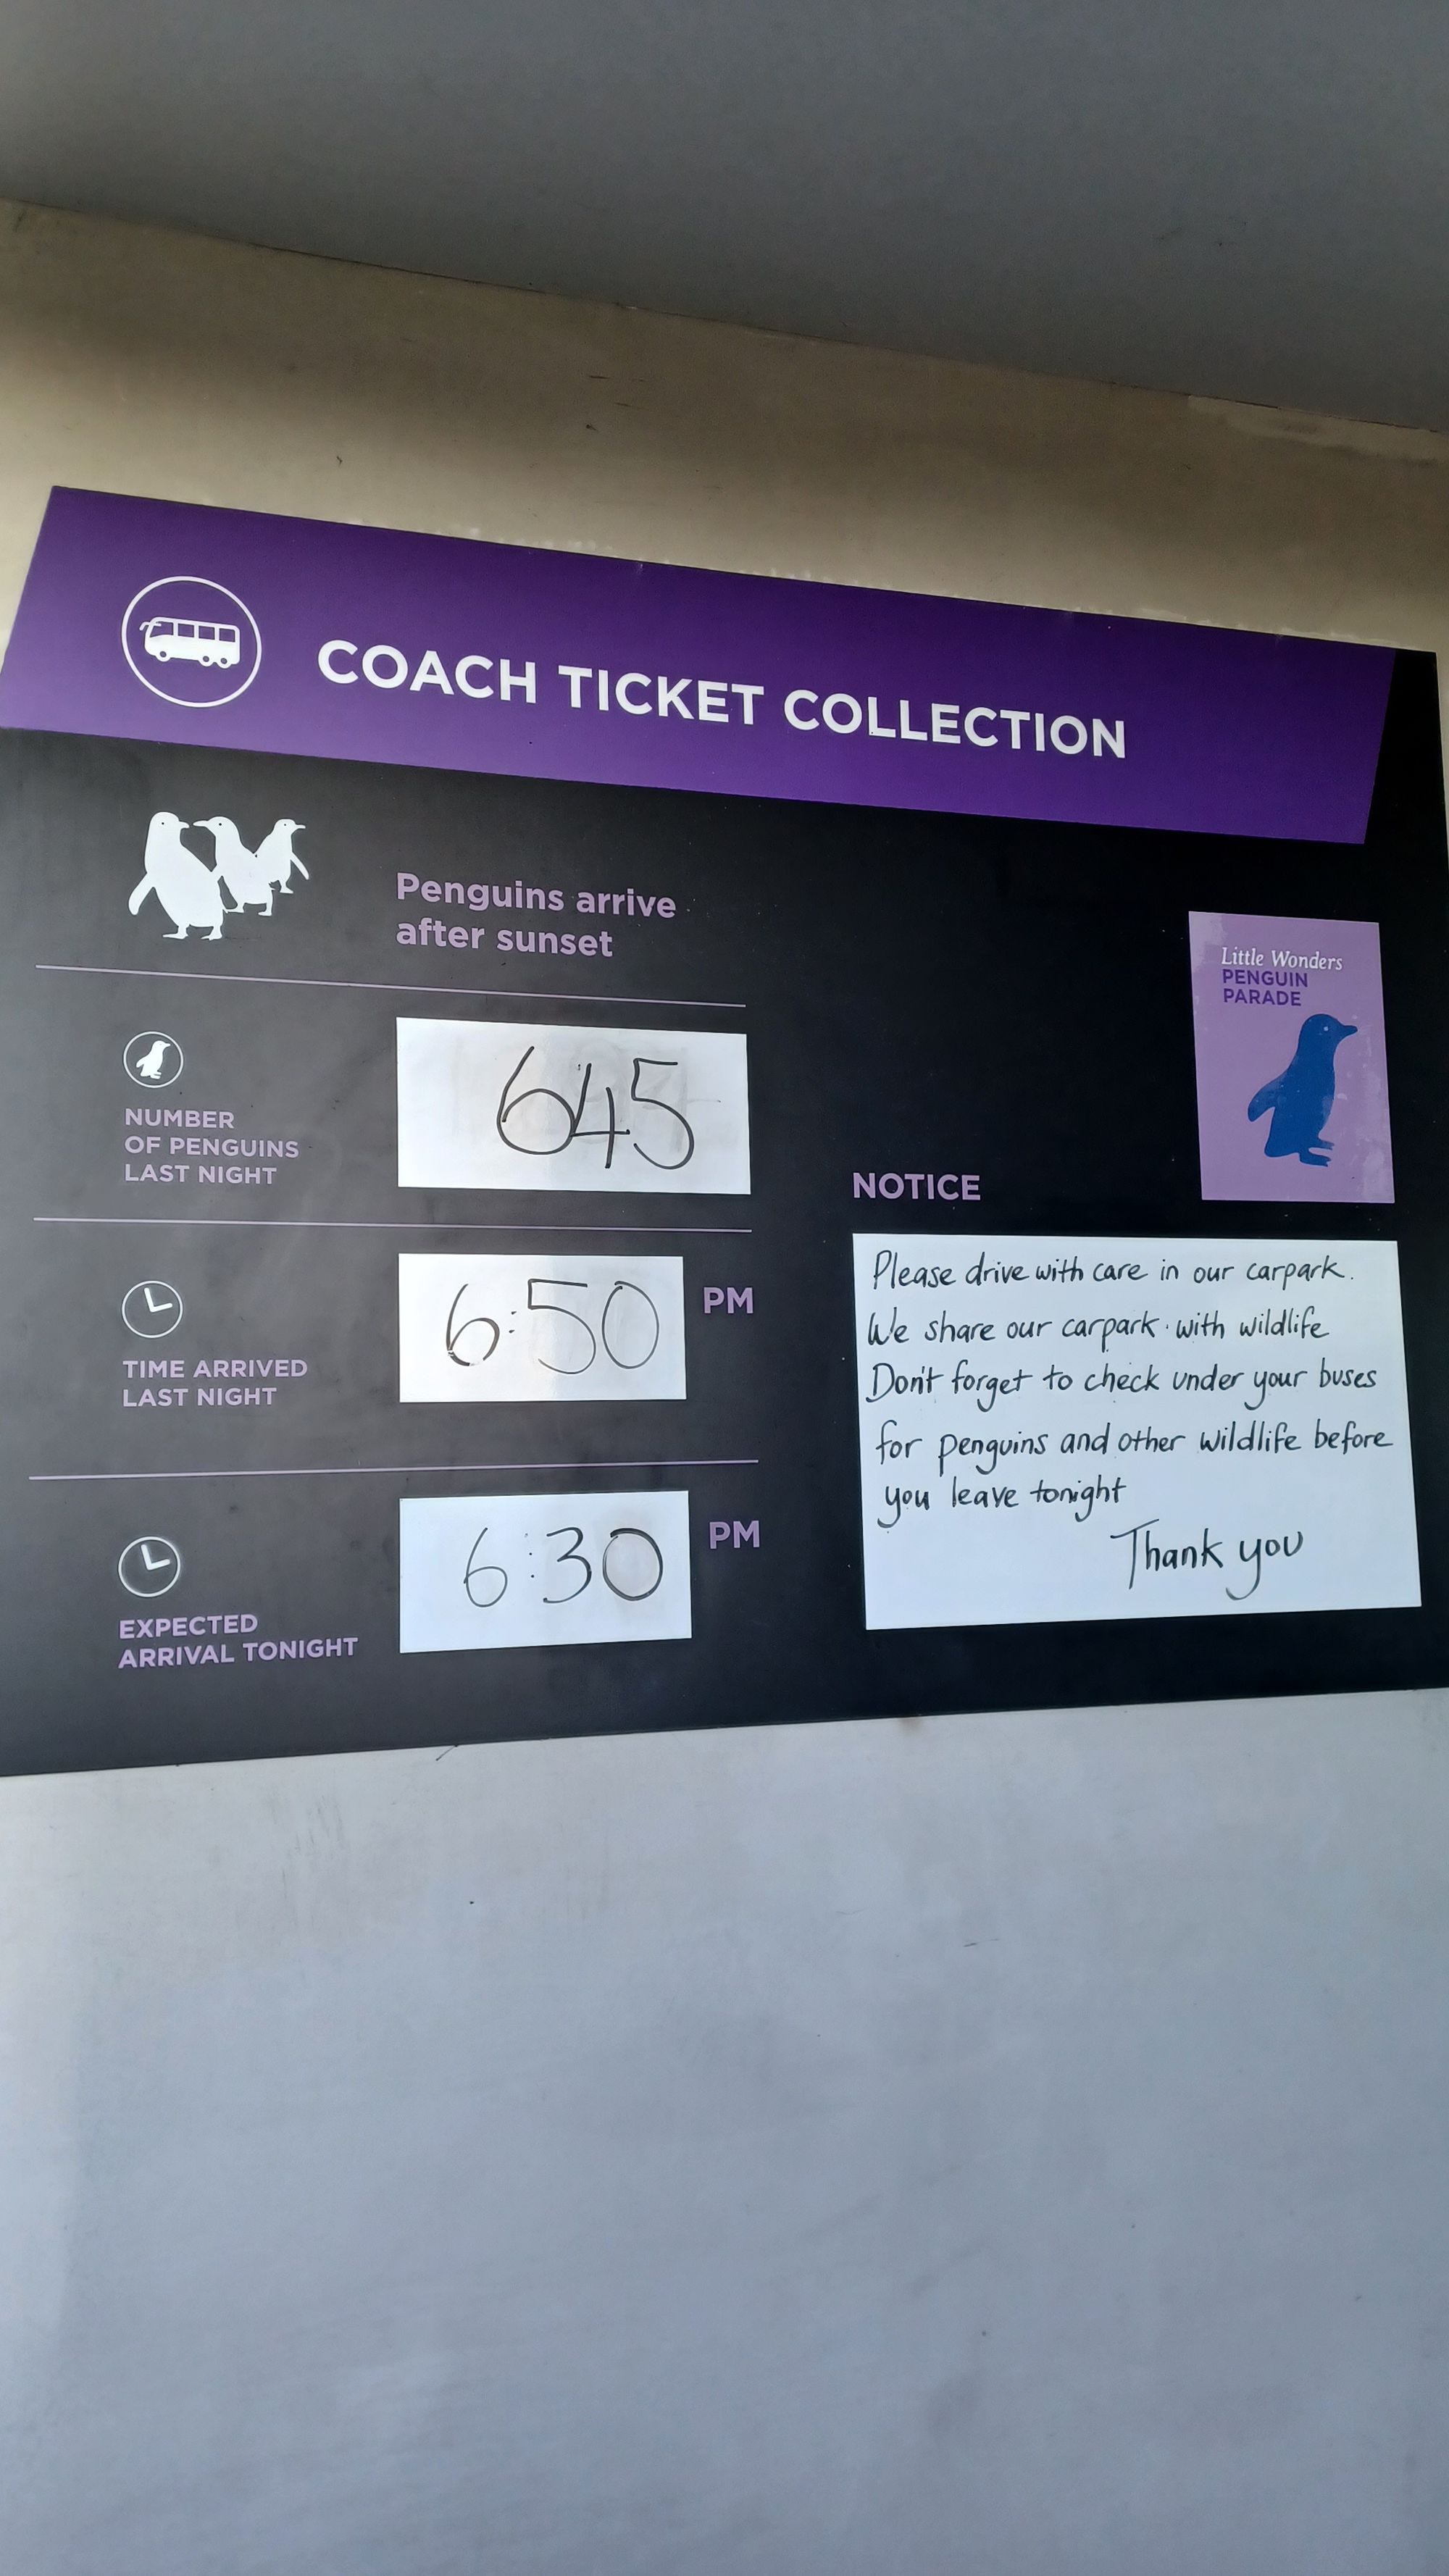 COACH TICKET COLLECTION
Penguins arrive
after sunset
NUMBER
OF PENGUINS
LAST NIGHT
645
TIME ARRIVED
LAST NIGHT
6:50 PM
EXPECTED
ARRIVAL TONIGHT
6:30 PM
Little Wonders
PENGUIN
PARADE
NOTICE
Please drive with care in our carpark.
We share our carpark with wildlife
Don't forget to check under your buses
for penguins and other wildlife before
you leave tonight
Thank you